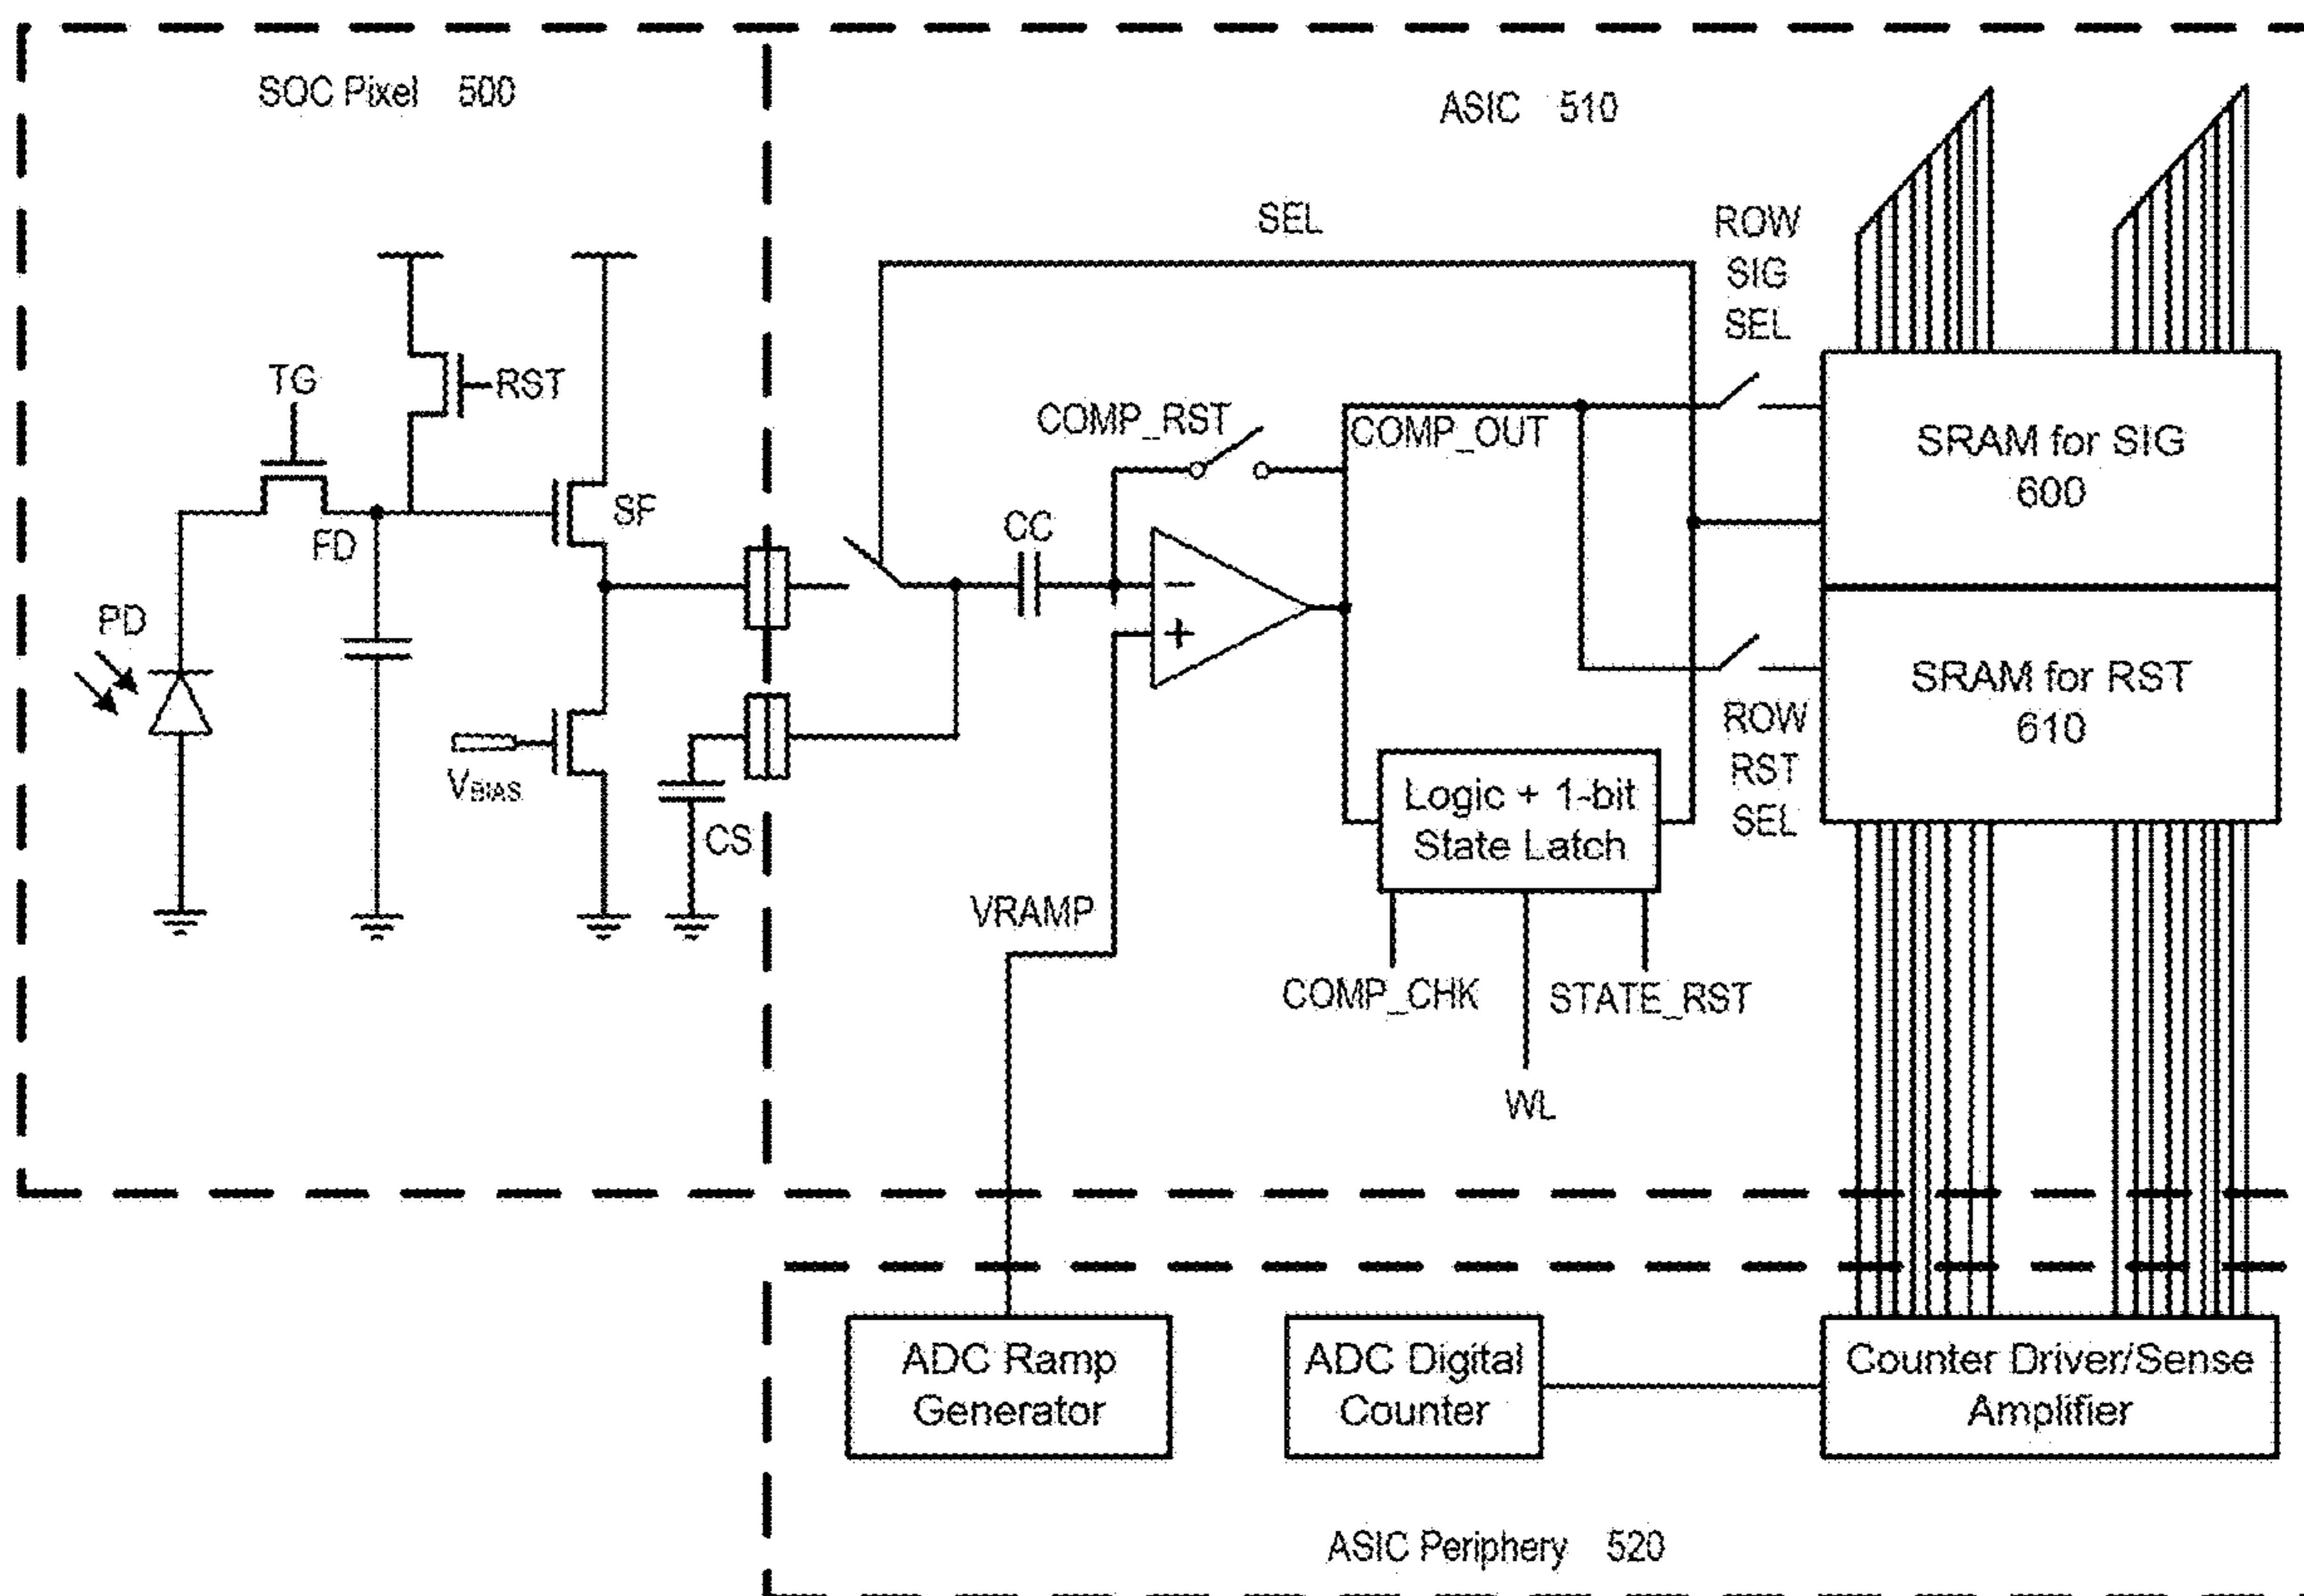 SOC Pixel 500
ASIC 510
SEL
ROW
SIG
SEL
TG
RST
COMP_RST
COMP_OUT
SRAM for SIG
600
SF
FD
CC
PD
−
+
SRAM for RST
610
ROW
RST
SEL
VBIAS
CS
Logic + 1-bit
State Latch
VRAMP
COMP_CHK
STATE_RST
WL
ADC Ramp
Generator
ADC Digital
Counter
Counter Driver/Sense
Amplifier
ASIC Periphery 520